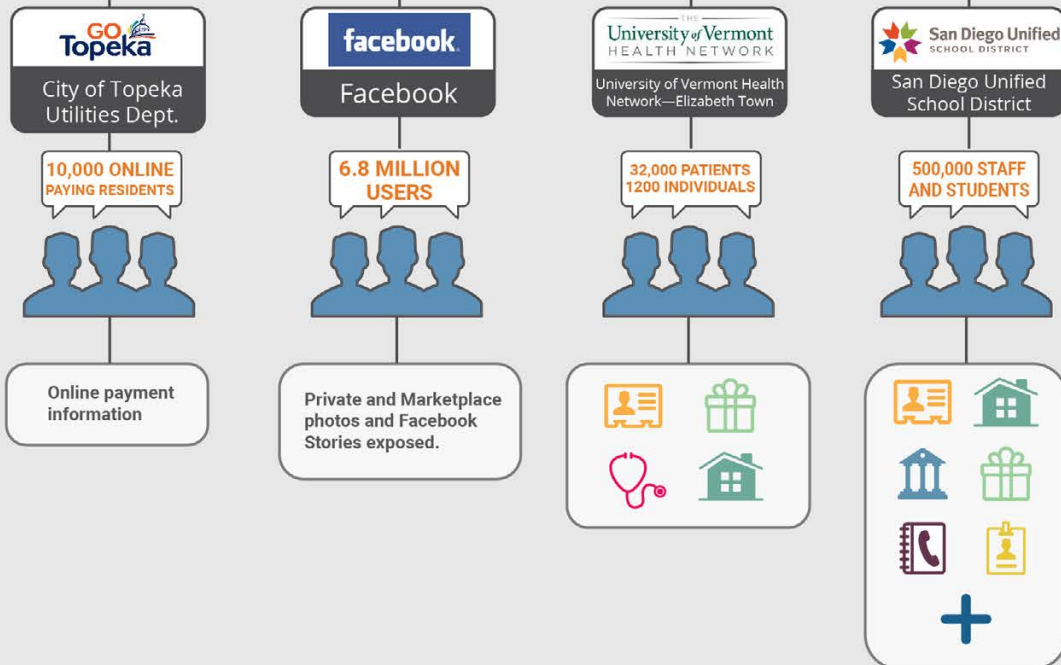 GO
Topeka
City of Topeka
Utilities Dept.
10,000 ONLINE
PAYING RESIDENTS
Online payment
information
facebook.
Facebook
6.8 MILLION
USERS
Private and Marketplace
photos and Facebook
Stories exposed.
THE
University of Vermont
HEALTH NETWORK
University of Vermont Health
Network—Elizabeth Town
32,000 PATIENTS
1200 INDIVIDUALS
San Diego Unified
SCHOOL DISTRICT
San Diego Unified
School District
500,000 STAFF
AND STUDENTS